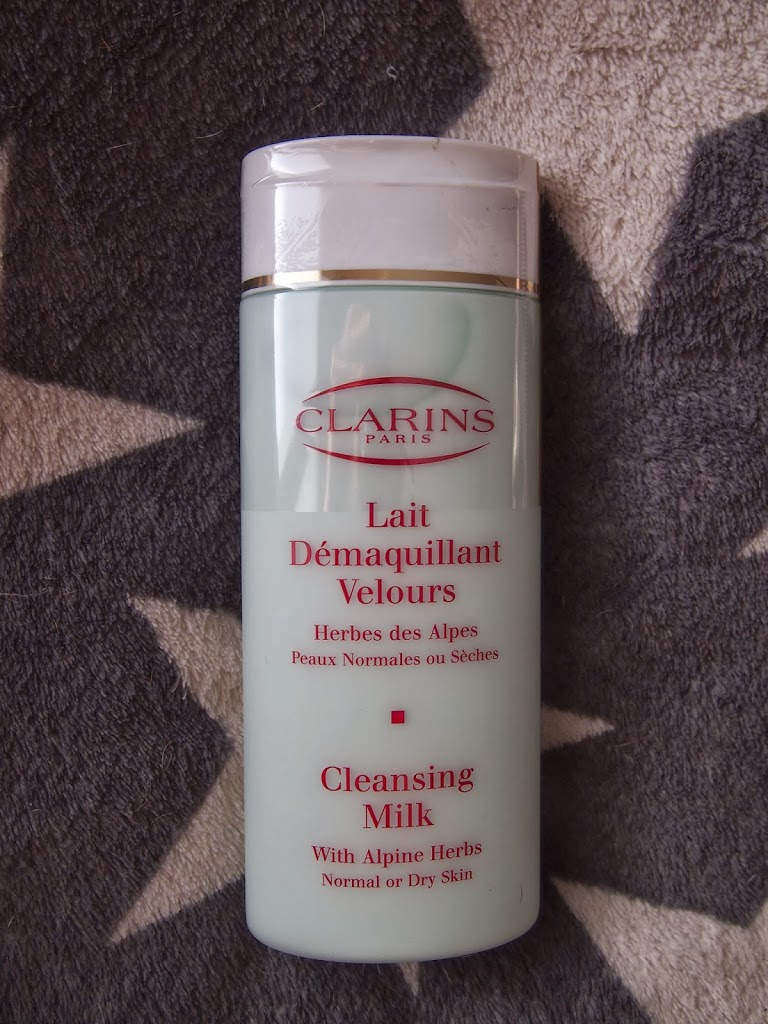 CLARINS
PARIS
Lait
Démaquillant
Velours
Herbes des Alpes
Peaux Normales ou Sèches
Cleansing
Milk
With Alpine Herbs
Normal or Dry Skin